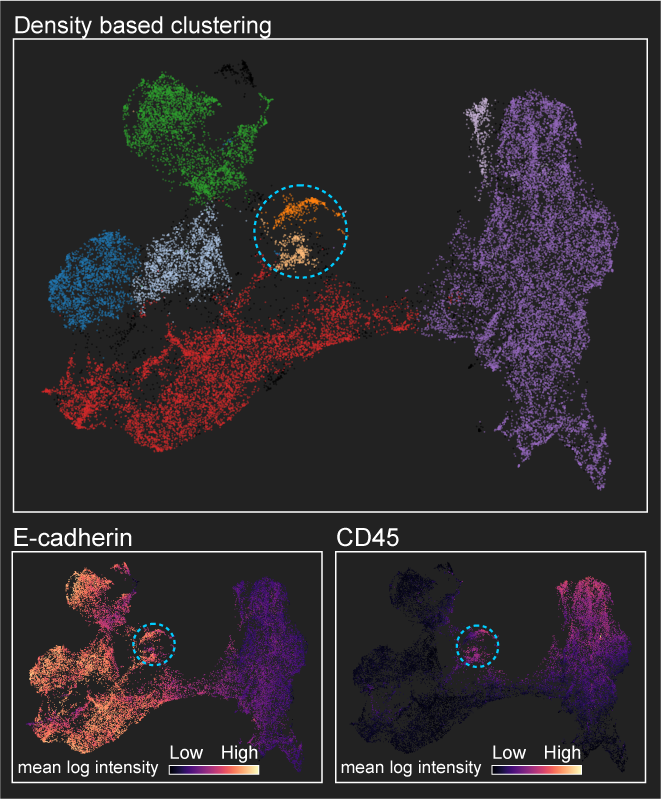 Density based clustering
E-cadherin
CD45
Low High
mean log intensity
Low High
mean log intensity